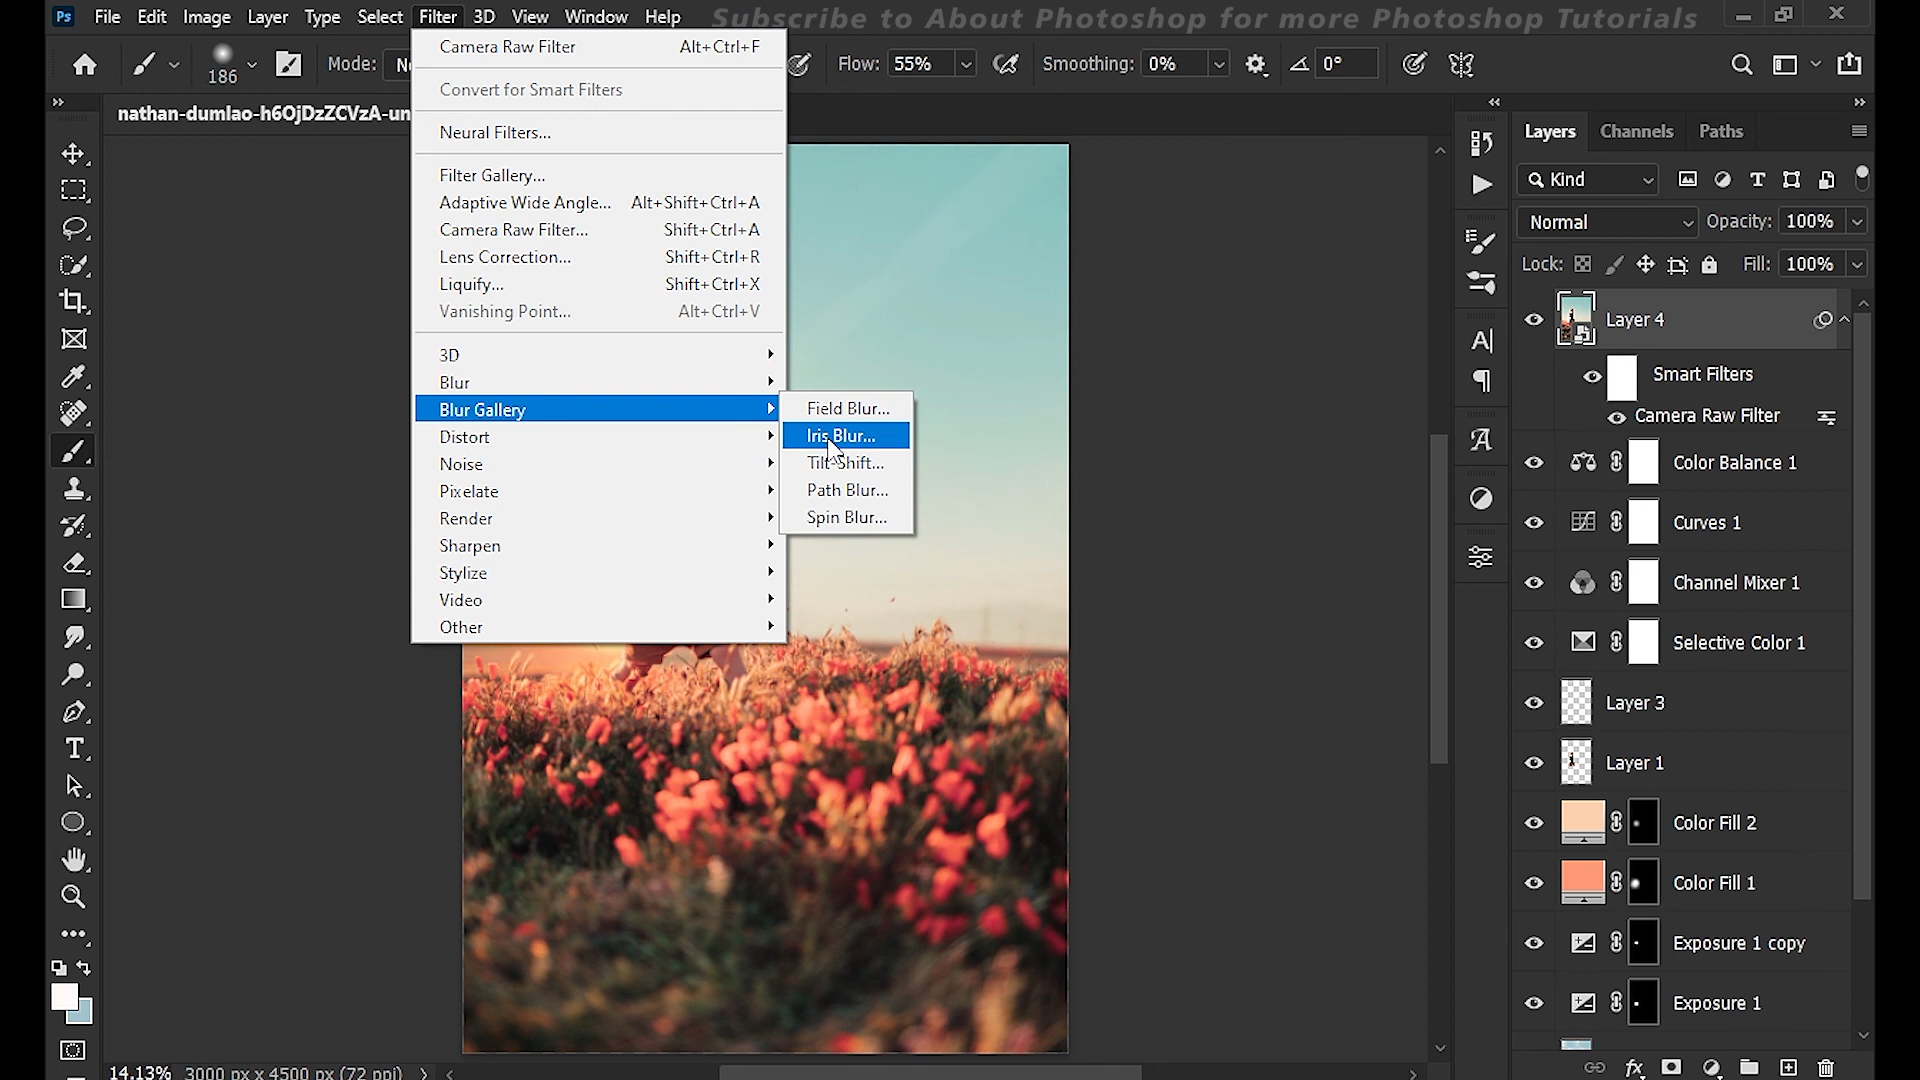 Subscribe to About Photoshop for more Photoshop Tutorials
Ps File Edit Image Layer Type Select Filter 3D View Window Help
186 Mode: Flow: 55% Smoothing: 0% 0°
nathan-dumlao-h6OjDzZCVzA-un
Camera Raw Filter Alt+Ctrl+F
Convert for Smart Filters
Neural Filters...
Filter Gallery...
Adaptive Wide Angle... Alt+Shift+Ctrl+A
Camera Raw Filter... Shift+Ctrl+A
Lens Correction... Shift+Ctrl+R
Liquify... Shift+Ctrl+X
Vanishing Point... Alt+Ctrl+V
3D
Blur
Blur Gallery
Distort
Noise
Pixelate
Render
Sharpen
Stylize
Video
Other
Field Blur...
Iris Blur...
Tilt-Shift...
Path Blur...
Spin Blur...
Layers Channels Paths
Kind
Normal Opacity: 100%
Lock: Fill: 100%
Layer 4
Smart Filters
Camera Raw Filter
Color Balance 1
Curves 1
Channel Mixer 1
Selective Color 1
Layer 3
Layer 1
Color Fill 2
Color Fill 1
Exposure 1 copy
Exposure 1
14.13% 3000 px x 4500 px (72 ppi)